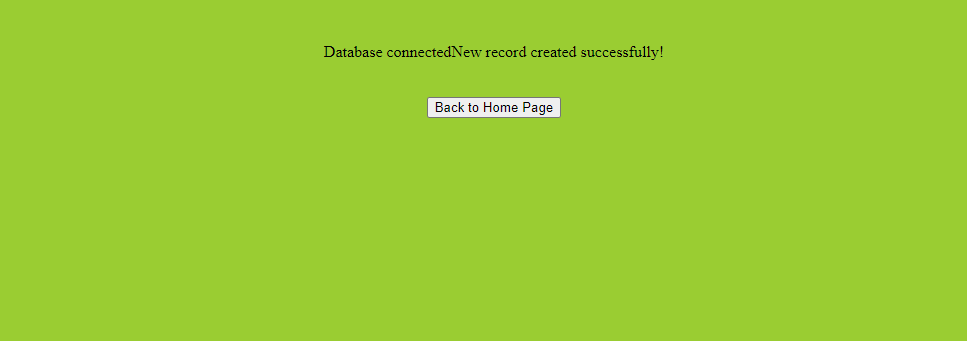 Database connectedNew record created successfully!
Back to Home Page